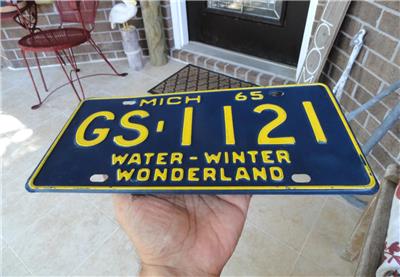 MICH 65
GS-1121
WATER-WINTER
WONDERLAND